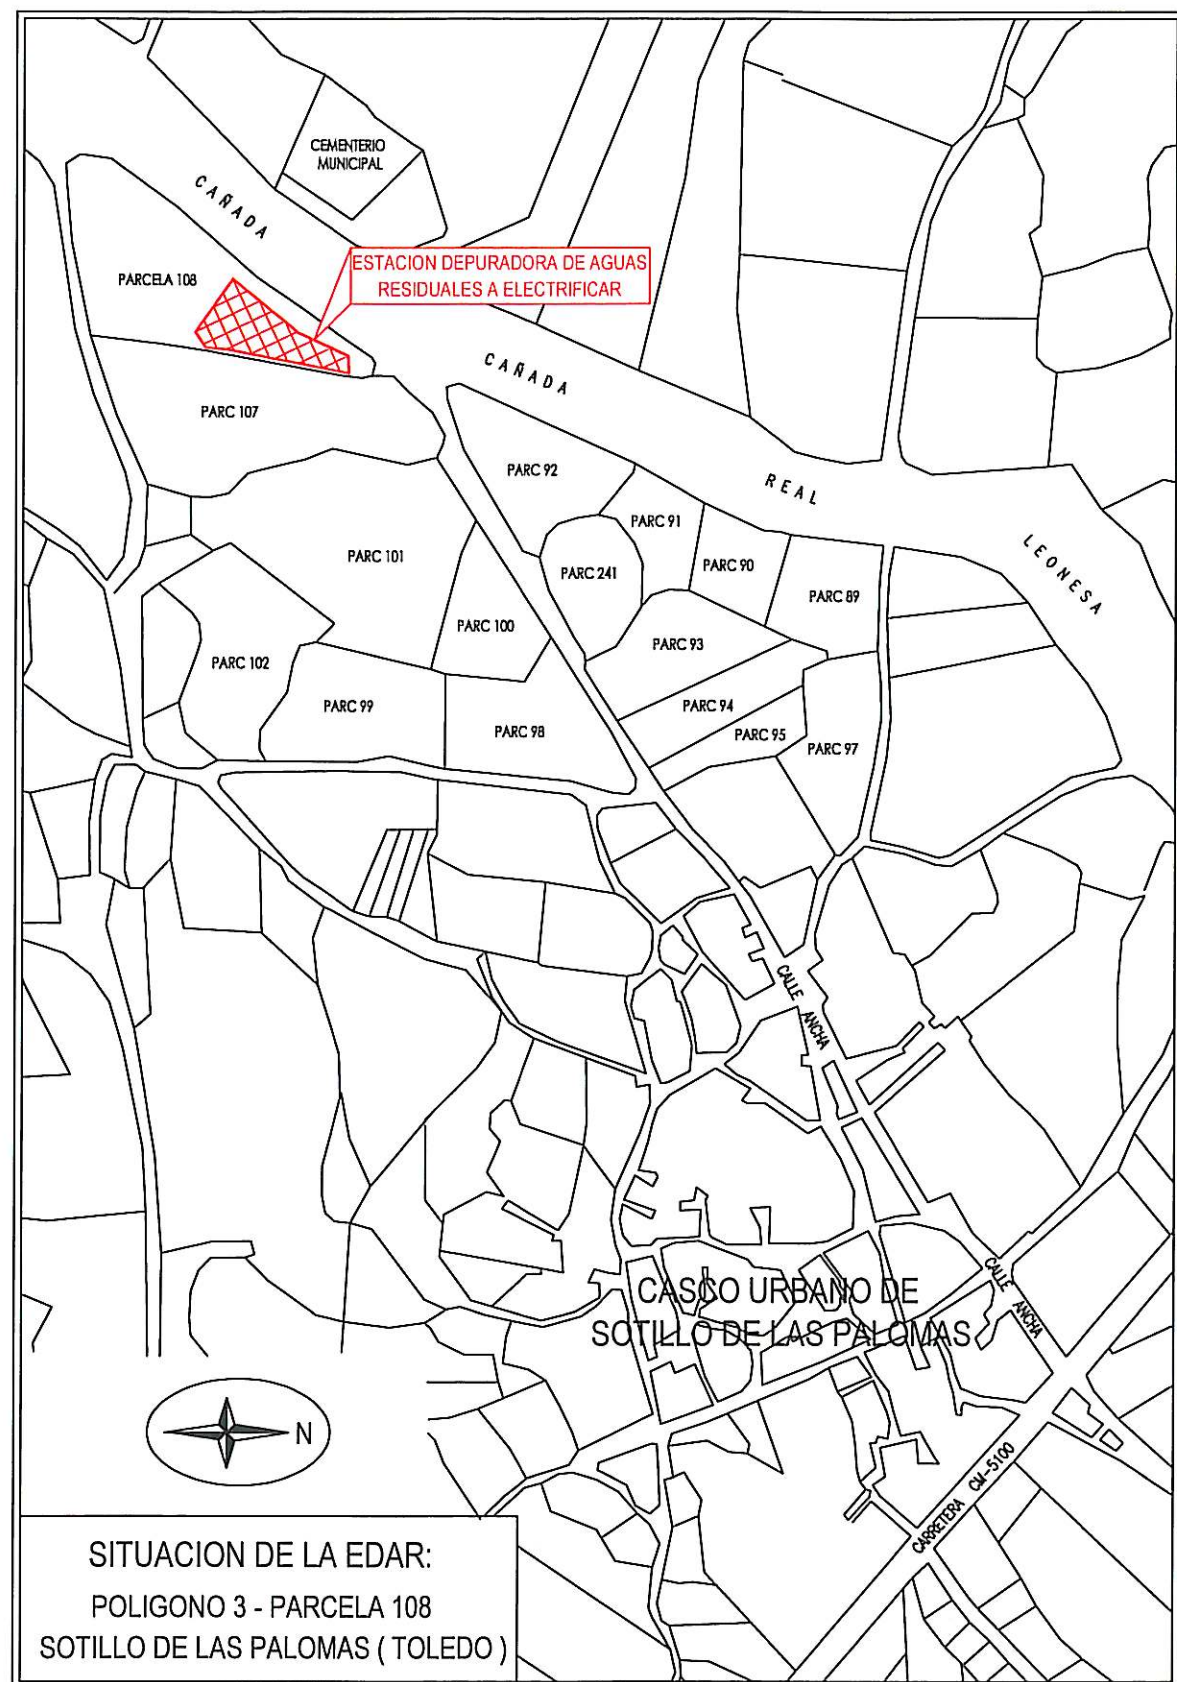 CEMENTERIO
MUNICIPAL
CAÑADA
ESTACION DEPURADORA DE AGUAS
RESIDUALES A ELECTRIFICAR
PARCELA 108
CAÑADA
PARC 107
PARC 92
REAL
PARC 91
LEONESA
PARC 101
PARC 241
PARC 90
PARC 89
PARC 100
PARC 93
PARC 102
PARC 99
PARC 94
PARC 98
PARC 95
PARC 97
CALLE ANCHA
CALLE ANCHA
CASCO URBANO DE
SOTILLO DE LAS PALOMAS
N
CARRETERA CM-5100
SITUACION DE LA EDAR:
POLIGONO 3 - PARCELA 108
SOTILLO DE LAS PALOMAS ( TOLEDO )